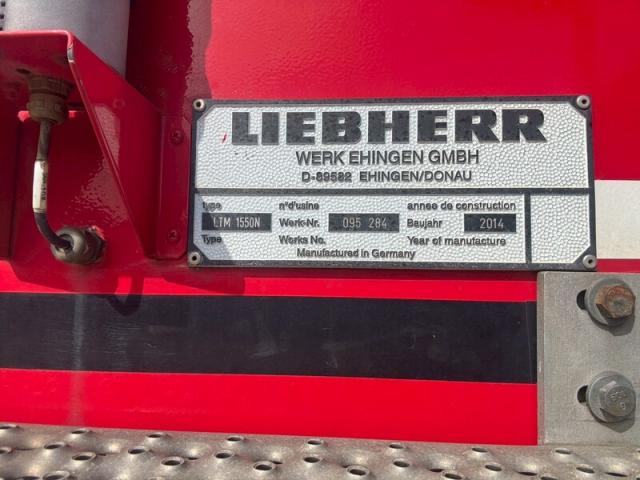 LIEBHERR
WERK EHINGEN GMBH
D-89582 EHINGEN/DONAU
type n°d'usine annee de construction
LTM 1550N Werk-Nr. 095 284 Baujahr 2014
Type Works No. Year of manufacture
Manufactured in Germany